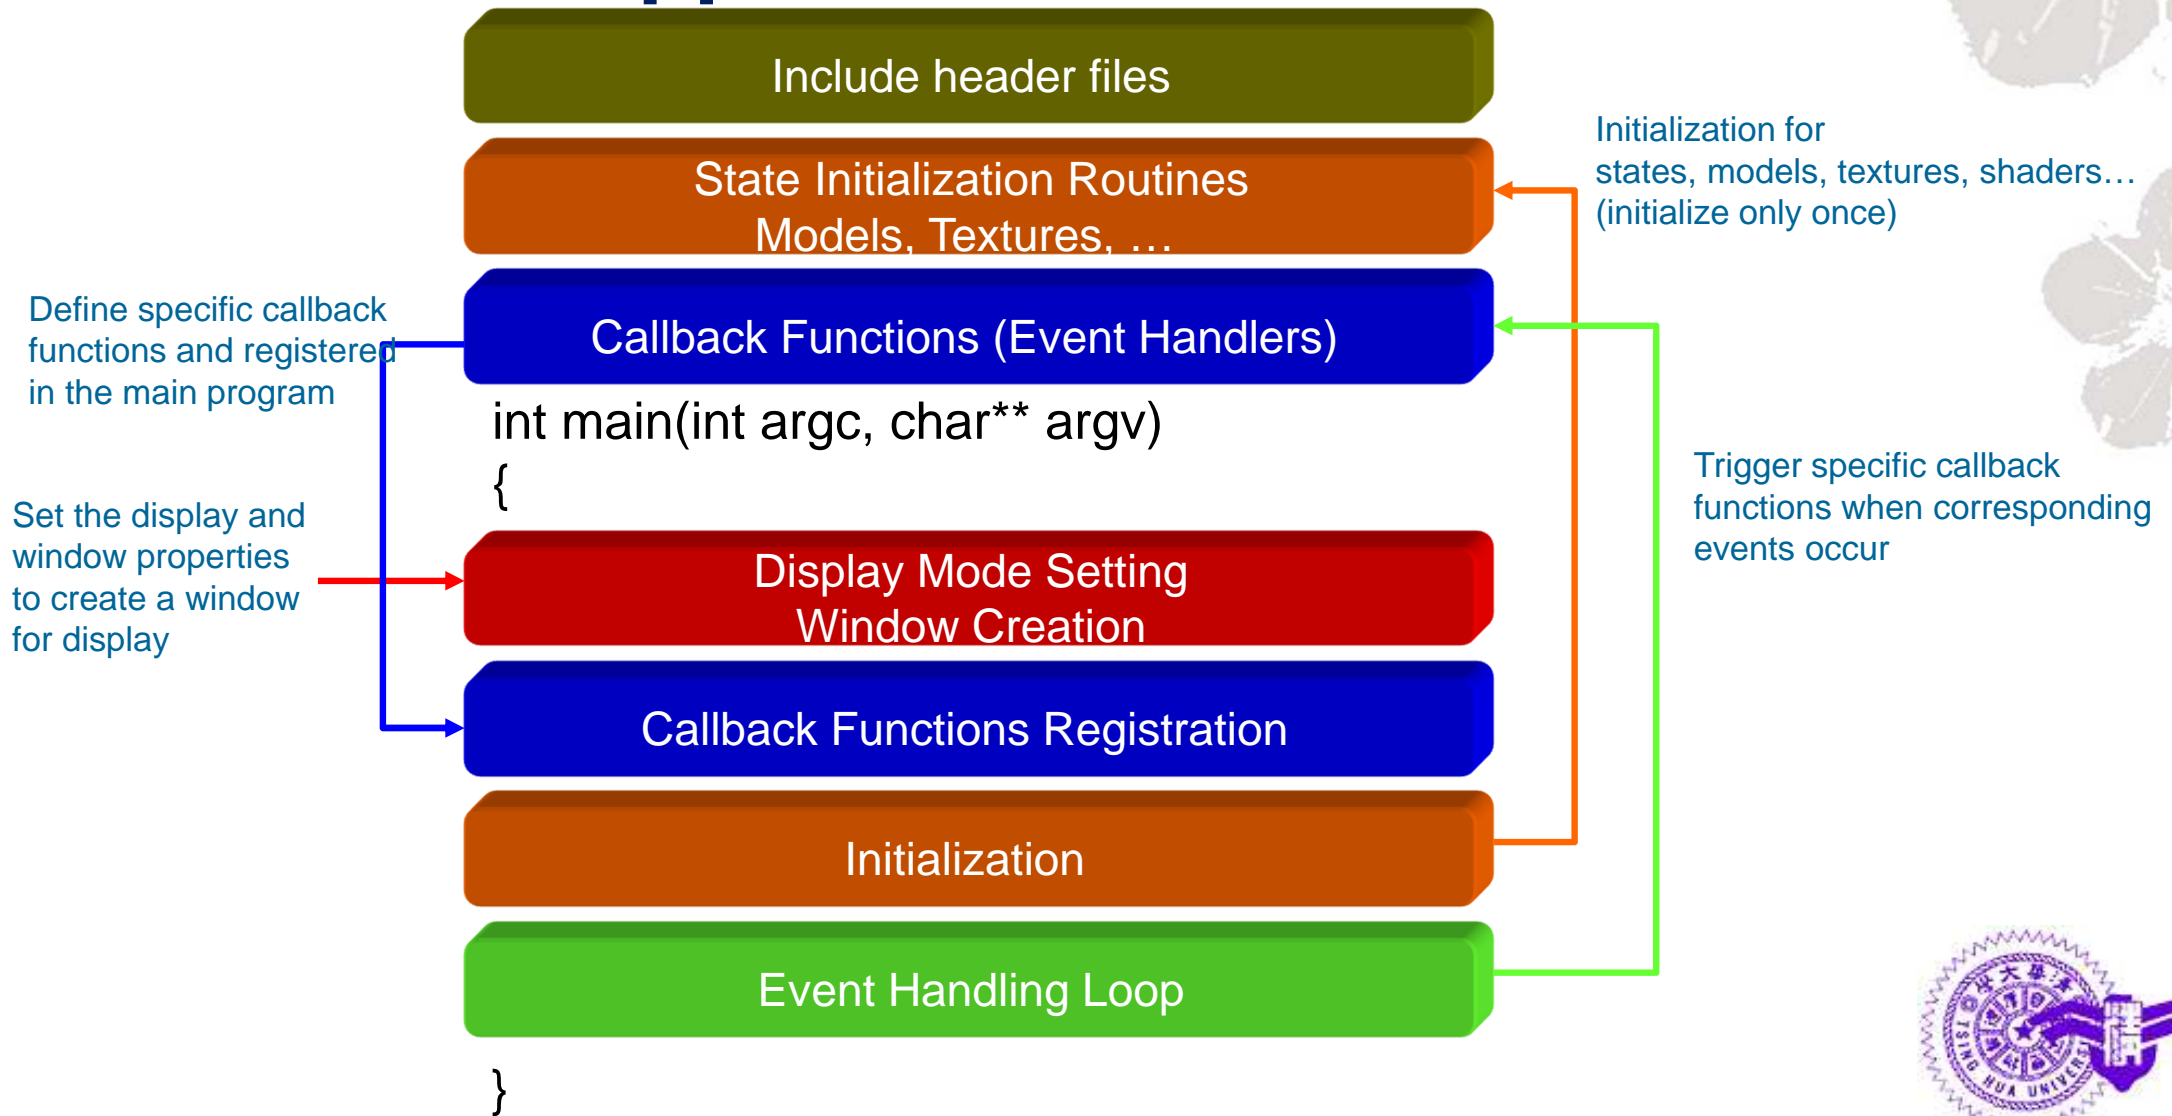 Include header files
State Initialization Routines
Models, Textures, …
Initialization for
states, models, textures, shaders…
(initialize only once)
Callback Functions (Event Handlers)
Define specific callback
functions and registered
in the main program
int main(int argc, char** argv)
{
Trigger specific callback
functions when corresponding
events occur
Set the display and
window properties
to create a window
for display
Display Mode Setting
Window Creation
Callback Functions Registration
Initialization
Event Handling Loop
}
TSING HUA UNIVERS